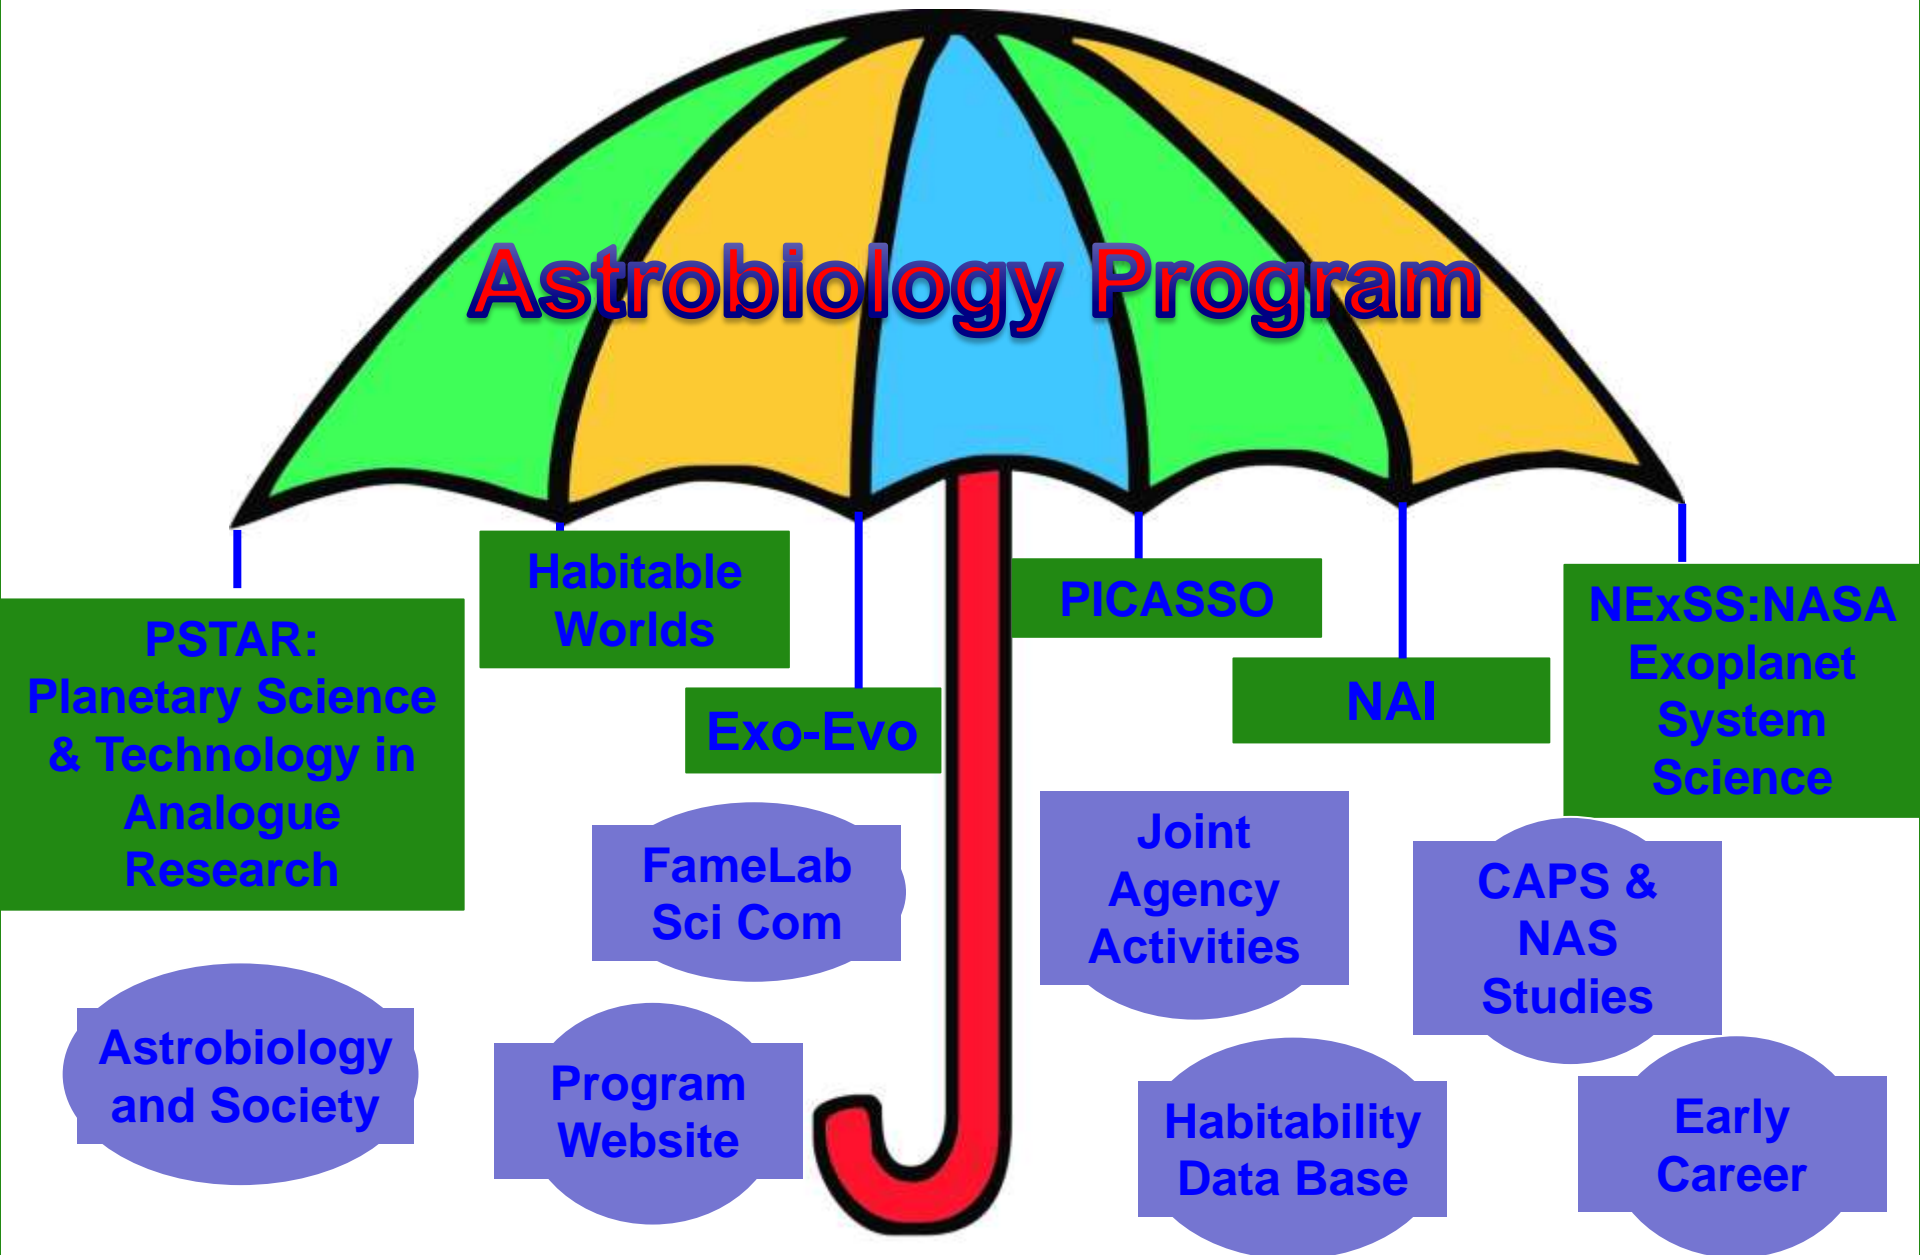 Astrobiology Program
PSTAR:
Planetary Science
& Technology in
Analogue
Research
Habitable
Worlds
Exo-Evo
PICASSO
NAI
NExSS:NASA
Exoplanet
System
Science
FameLab
Sci Com
Joint
Agency
Activities
CAPS &
NAS
Studies
Astrobiology
and Society
Program
Website
Habitability
Data Base
Early
Career